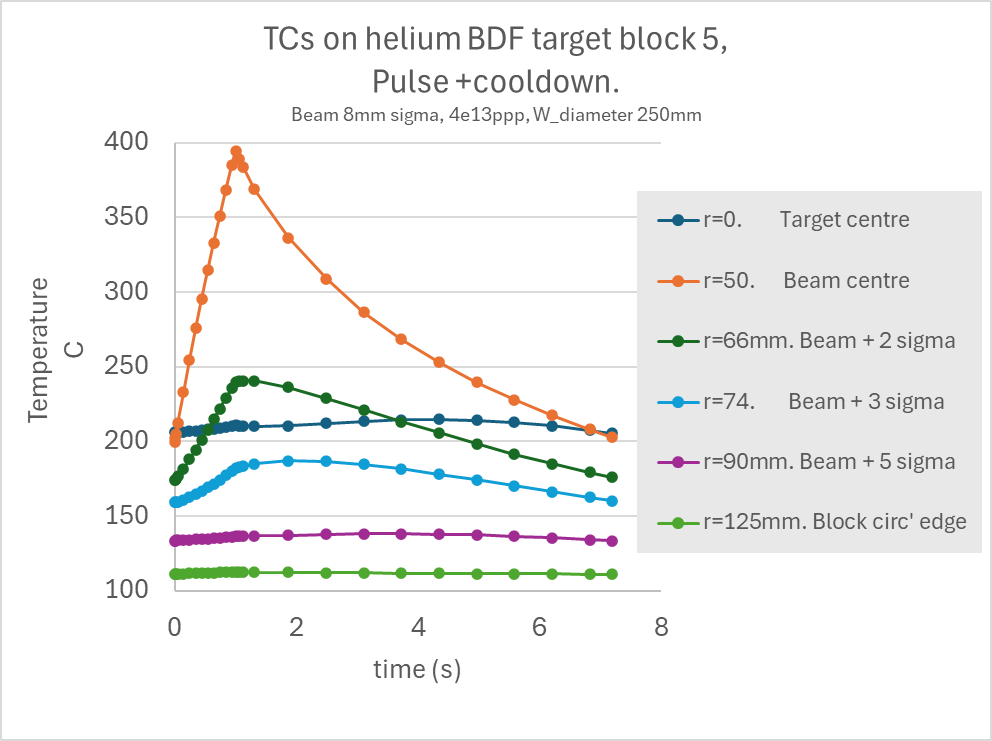 TCs on helium BDF target block 5,
Pulse +cooldown.
Beam 8mm sigma, 4e13ppp, W_diameter 250mm
400
350
300
250
200
150
100
Temperature
C
0 2 4 6 8
time (s)
r=0. Target centre
r=50. Beam centre
r=66mm. Beam + 2 sigma
r=74. Beam + 3 sigma
r=90mm. Beam + 5 sigma
r=125mm. Block circ' edge